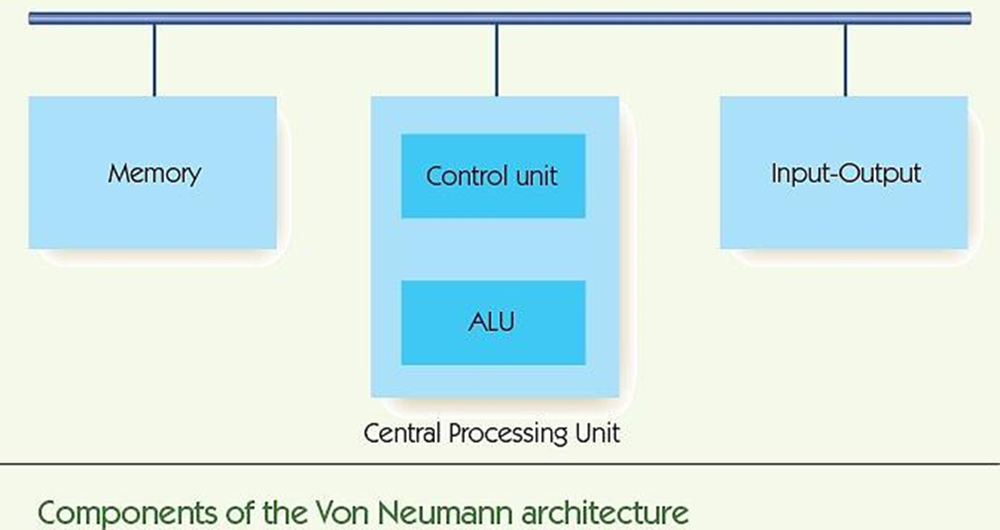 Memory
Control unit
Input-Output
ALU
Central Processing Unit
Components of the Von Neumann architecture